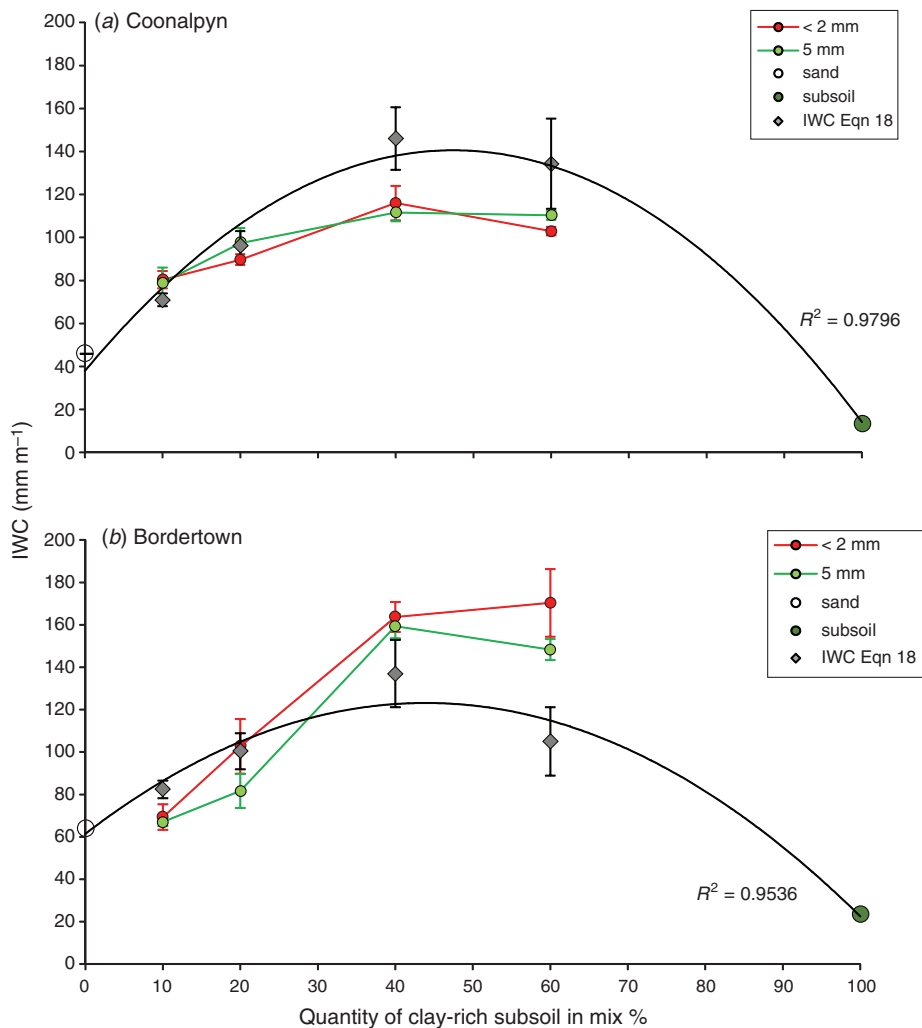 (a) Coonalpyn
200
180
160
140
120
100
80
60
40
20
0
< 2 mm
5 mm
sand
subsoil
IWC Eqn 18
R² = 0.9796
IWC (mm m⁻¹)
(b) Bordertown
200
180
160
140
120
100
80
60
40
20
0
< 2 mm
5 mm
sand
subsoil
IWC Eqn 18
R² = 0.9536
0 10 20 30 40 50 60 70 80 90 100
Quantity of clay-rich subsoil in mix %